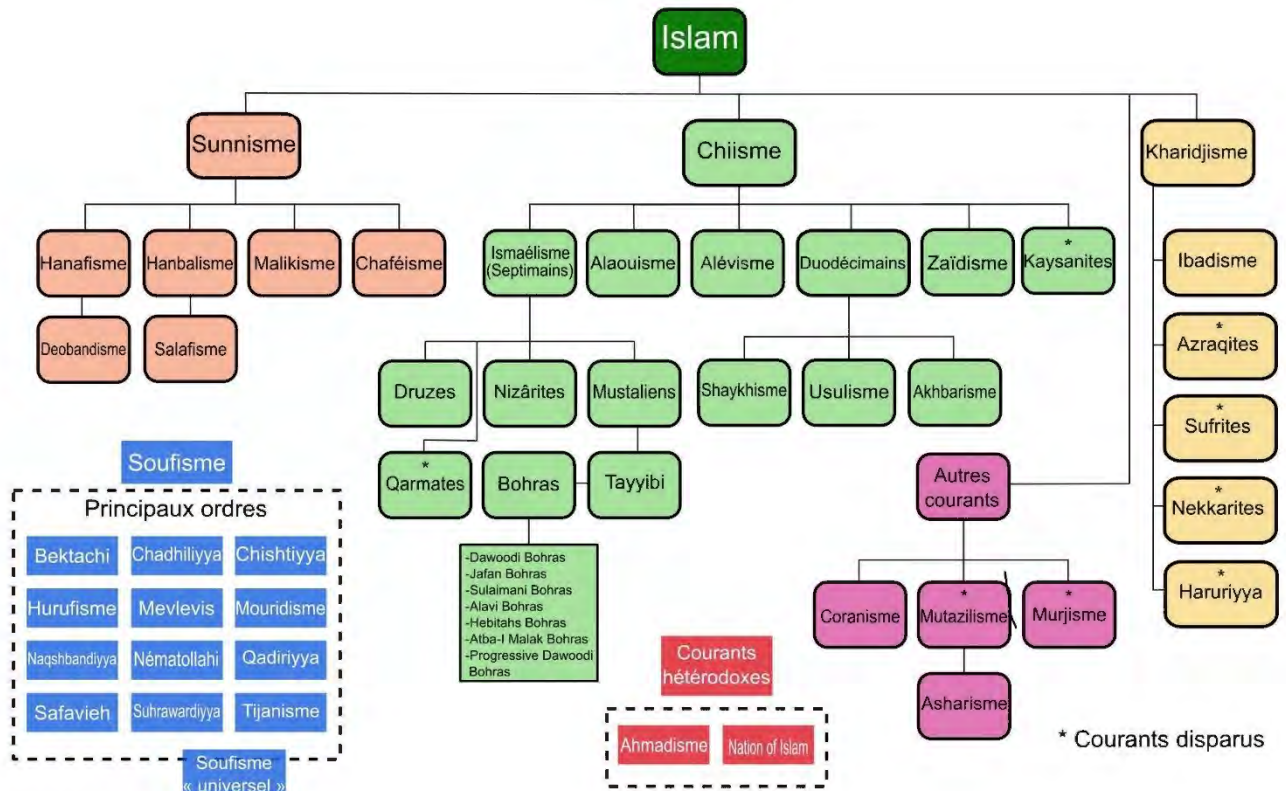 Islam
Sunnisme
Chiisme
Kharidjisme
Hanafisme
Hanbalisme
Malikisme
Chaféisme
Ismaélisme
(Septimains)
Alaouisme
Alévisme
Duodécimains
Zaïdisme
*
Kaysanites
Ibadisme
Deobandisme
Salafisme
*
Azraqites
Druzes
Nizârites
Mustaliens
Shaykhisme
Usulisme
Akhbarisme
*
Sufrites
Soufisme
*
Qarmates
Bohras
Tayyibi
Autres
courants
*
Nekkarites
Principaux ordres
Bektachi
Chadhiliyya
Chishtiyya
Hurufisme
Mevlevis
Mouridisme
Naqshbandiyya
Nématollahi
Qadiriyya
Safavieh
Suhrawardiyya
Tijanisme
Soufisme
« universel »
-Dawoodi Bohras
-Jafan Bohras
-Sulaimani Bohras
-Alavi Bohras
-Hebitahs Bohras
-Atba-I Malak Bohras
-Progressive Dawoodi
Bohras
*
Haruriyya
Coranisme
*
Mutazilisme
*
Murjisme
Asharisme
Courants
hétérodoxes
Ahmadisme
Nation of Islam
* Courants disparus